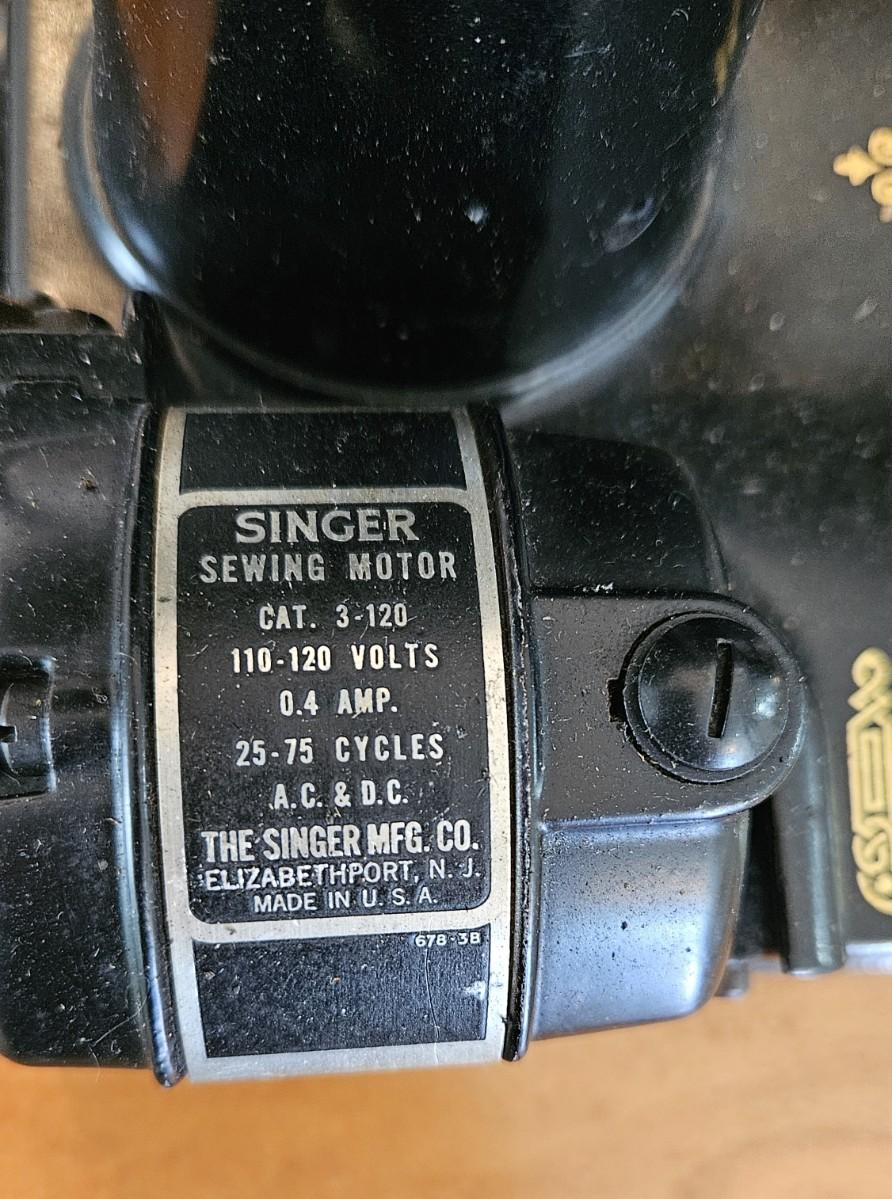 SINGER
SEWING MOTOR
CAT. 3-120
110-120 VOLTS
0.4 AMP.
25-75 CYCLES
A.C. & D.C.
THE SINGER MFG. CO.
ELIZABETHPORT, N. J.
MADE IN U. S. A.
678-3B